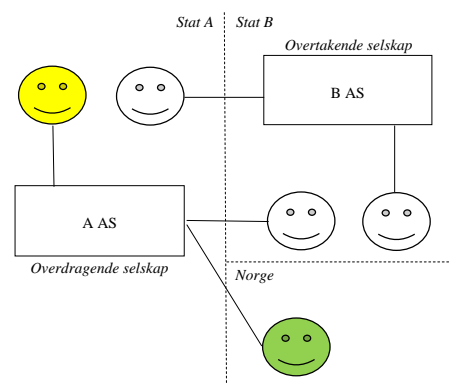 Stat A
Stat B
Overtakende selskap
B AS
A AS
Overdragende selskap
Norge